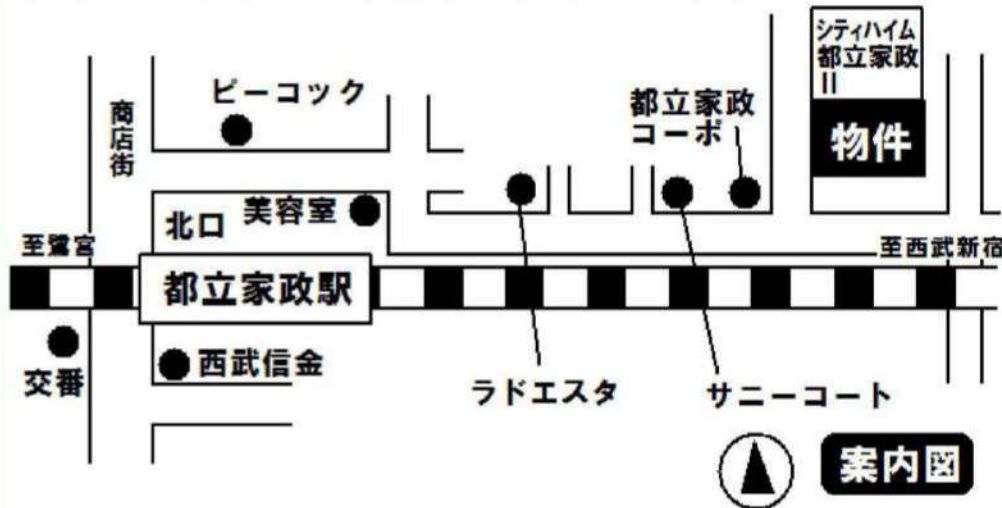 シティハイム
都立家政
II
物件
ピーコック
都立家政
コーポ
商店街
美容室
北口
至鷺宮
至西武新宿
都立家政駅
西武信金
交番
ラドエスタ
サニーコート
案内図